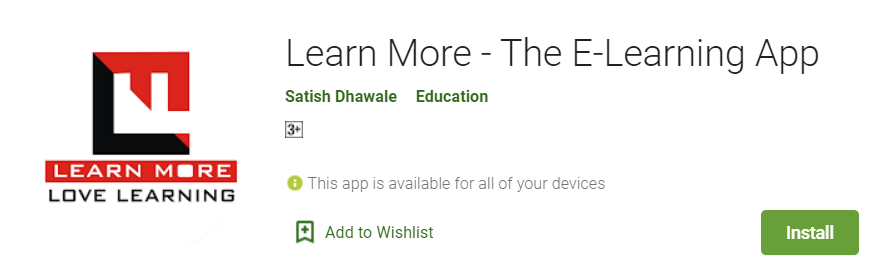 Learn More - The E-Learning App
Satish Dhawale Education
3+
LEARN MORE
LOVE LEARNING
This app is available for all of your devices
Add to Wishlist
Install